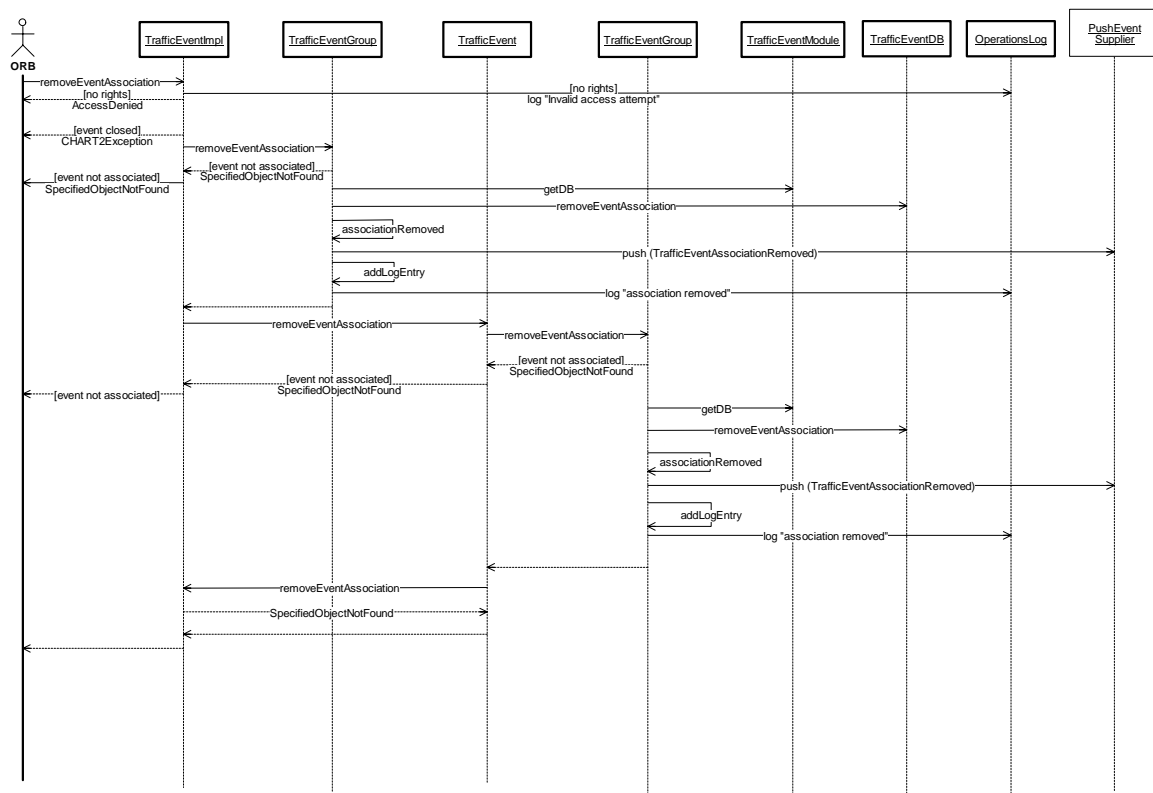 TrafficEventImpl
TrafficEventGroup
TrafficEvent
TrafficEventGroup
TrafficEventModule
TrafficEventDB
OperationsLog
PushEvent
Supplier
ORB
removeEventAssociation
[no rights]
AccessDenied
[no rights]
log "Invalid access attempt"
[event closed]
CHART2Exception
removeEventAssociation
[event not associated]
SpecifiedObjectNotFound
[event not associated]
SpecifiedObjectNotFound
getDB
removeEventAssociation
associationRemoved
push (TrafficEventAssociationRemoved)
addLogEntry
log "association removed"
removeEventAssociation
removeEventAssociation
[event not associated]
SpecifiedObjectNotFound
[event not associated]
SpecifiedObjectNotFound
[event not associated]
getDB
removeEventAssociation
associationRemoved
push (TrafficEventAssociationRemoved)
addLogEntry
log "association removed"
removeEventAssociation
SpecifiedObjectNotFound